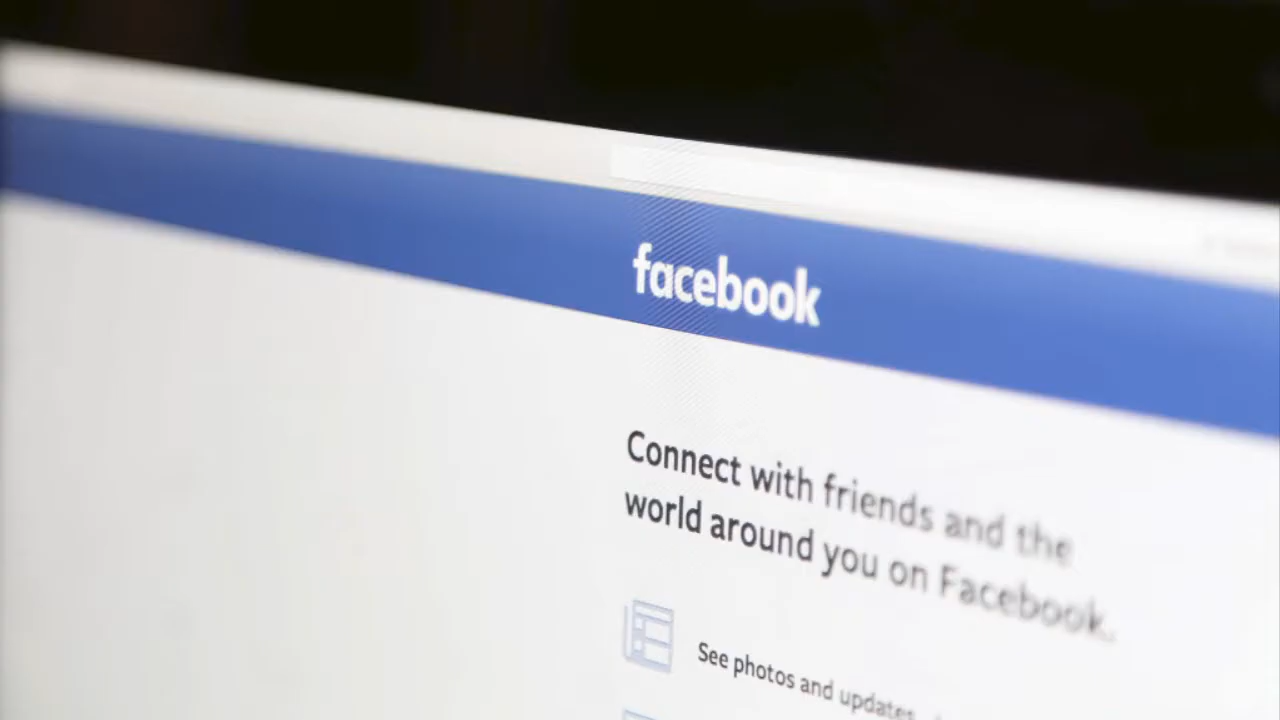 facebook
Connect with friends and the
world around you on Facebook.
See photos and updates